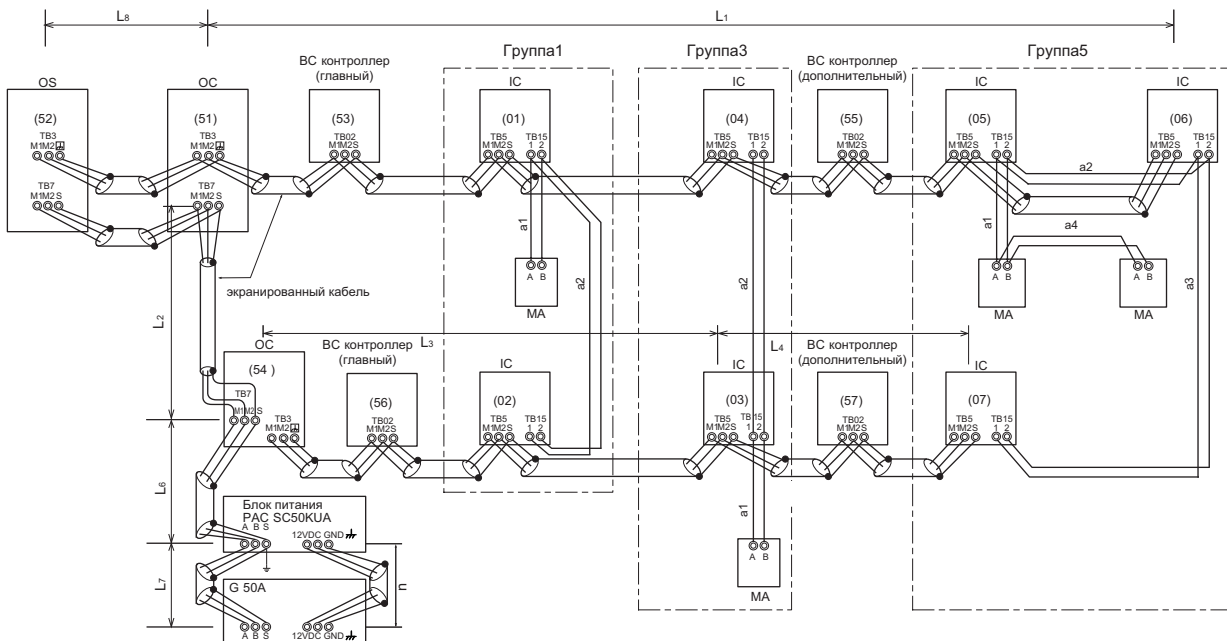 L8
L1
Группа1
Группа3
Группа5
BC контроллер
(главный)
BC контроллер
(дополнительный)
OS
OC
IC
IC
IC
IC
(52)
(51)
(53)
(01)
(04)
(55)
(05)
(06)
TB3
M1M2
TB3
M1M2
TB02
M1M2S
TB5
M1M2S
TB15
1 2
TB5
M1M2S
TB15
1 2
TB02
M1M2S
TB5
M1M2S
TB15
1 2
TB5
M1M2S
TB15
1 2
TB7
M1M2 S
TB7
M1M2 S
a2
a1
a2
a2
a1
a4
a3
A B
MA
A B
MA
A B
MA
экранированный кабель
L2
L3
L4
OC
BC контроллер
(главный)
IC
IC
BC контроллер
(дополнительный)
IC
(54 )
(56)
(02)
(03)
(57)
(07)
TB7
M1M2 S
TB3
M1M2
TB02
M1M2S
TB5
M1M2S
TB15
1 2
TB5
M1M2S
TB 15
1 2
TB02
M1M2S
TB5
M1M2S
TB15
1 2
L6
Блок питания
PAC SC50KUA
A B S
12VDC GND
a1
A B
MA
L7
n
G 50A
A B S
12VDC GND